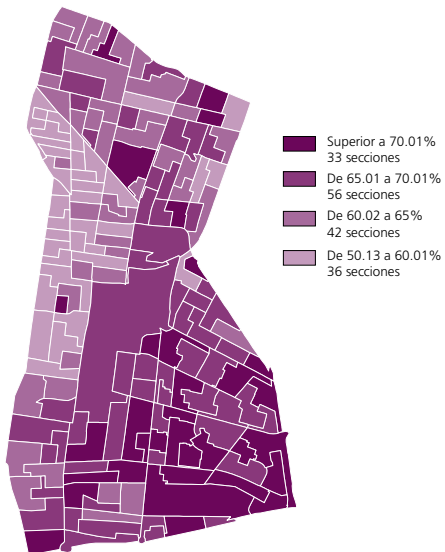 Superior a 70.01%
33 secciones
De 65.01 a 70.01%
56 secciones
De 60.02 a 65%
42 secciones
De 50.13 a 60.01%
36 secciones